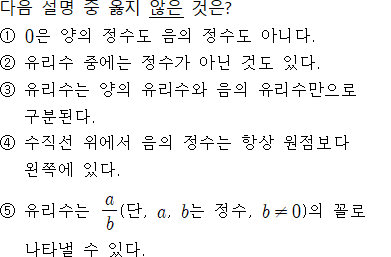 다음 설명 중 옳지 않은 것은?
① 0은 양의 정수도 음의 정수도 아니다.
② 유리수 중에는 정수가 아닌 것도 있다.
③ 유리수는 양의 유리수와 음의 유리수만으로
구분된다.
④ 수직선 위에서 음의 정수는 항상 원점보다
왼쪽에 있다.
⑤ 유리수는 a/b(단, a, b는 정수, b≠0)의 꼴로
나타낼 수 있다.